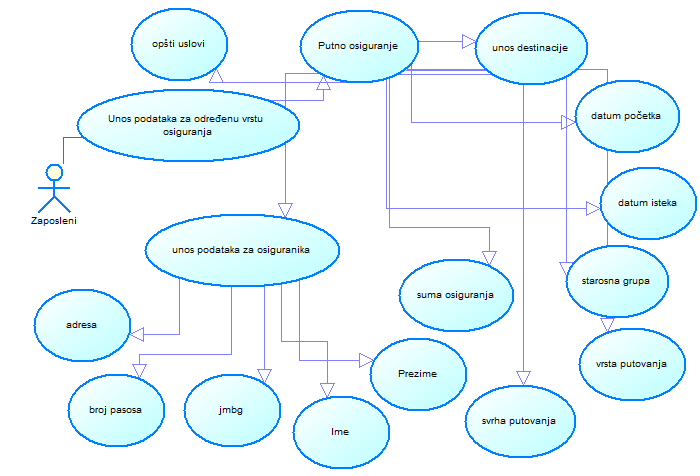 opšti uslovi
Putno osiguranje
unos destinacije
Unos podataka za određenu vrstu
osiguranja
datum početka
Zaposleni
datum isteka
unos podataka za osiguranika
starosna grupa
suma osiguranja
adresa
vrsta putovanja
Prezime
broj pasosa
jmbg
svrha putovanja
Ime